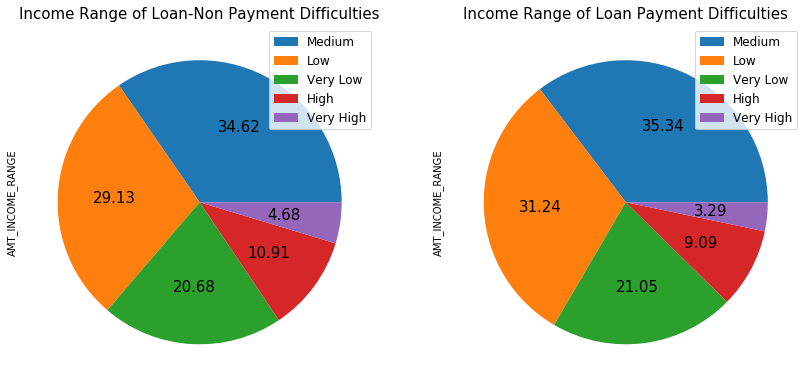 Income Range of Loan-Non Payment Difficulties
Medium
Low
Very Low
High
Very High
34.62
29.13
4.68
10.91
20.68
AMT_INCOME_RANGE
Income Range of Loan Payment Difficulties
Medium
Low
Very Low
High
Very High
35.34
31.24
3.29
9.09
21.05
AMT_INCOME_RANGE